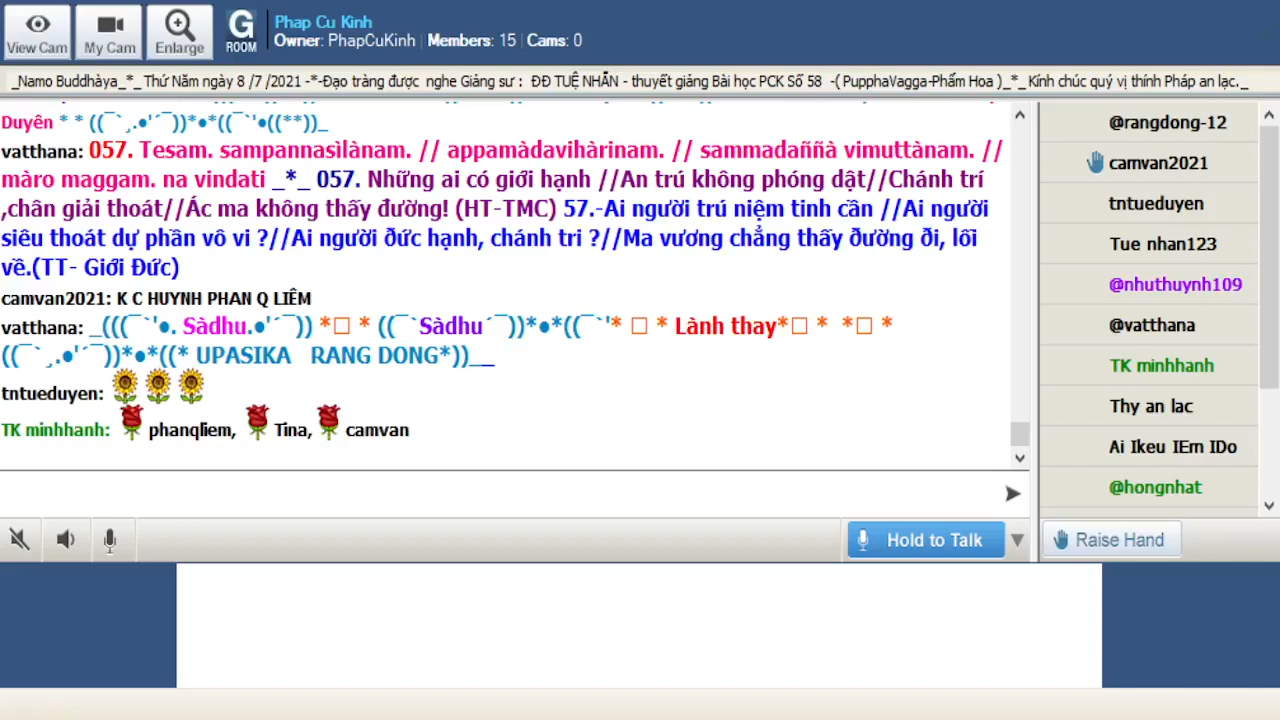 View Cam
My Cam
Enlarge
G
ROOM
Phap Cu Kinh
Owner: PhapCuKinh | Members: 15 | Cams: 0
_Namo Buddhàya_*_ Thứ Năm ngày 8 /7 /2021 -*-Đạo tràng được nghe Giảng sư : ĐĐ TUỆ NHẪN - thuyết giảng Bài học PCK Số 58 -( PupphaVagga-Phẩm Hoa )_*_ Kính chúc quý vị thính Pháp an lạc._
Duyên * * ((¯`¸.●'´¯))*●*((¯`'●((**))_
vatthana: 057. Tesam. sampannasìlànam. // appamàdavihàrinam. // sammadaññà vimuttànam. //
màro maggam. na vindati _*_ 057. Những ai có giới hạnh //An trú không phóng dật//Chánh trí
,chân giải thoát//Ác ma không thấy đường! (HT-TMC) 57.-Ai người trú niệm tinh cần //Ai người
siêu thoát dự phần vô vi ?//Ai người ðức hạnh, chánh tri ?//Ma vương chẳng thấy ðường ði, lối
về.(TT- Giới Đức)
camvan2021: K C HUYNH PHAN Q LIÊM
vatthana: _(((¯`'●. Sàdhu.●'´¯)) *□ * ((¯`Sàdhu´¯))*●*((¯`'* □ * Lành thay*□ * *□ *
((¯`¸.●'´¯))*●*((* UPASIKA RANG DONG*))__
tntueduyen:
TK minhhanh: phanqliem, Tina, camvan
Hold to Talk
@rangdong-12
camvan2021
tntueduyen
Tue nhan123
@nhuthuynh109
@vatthana
TK minhhanh
Thy an lac
Ai Ikeu IEm IDo
@hongnhat
Raise Hand